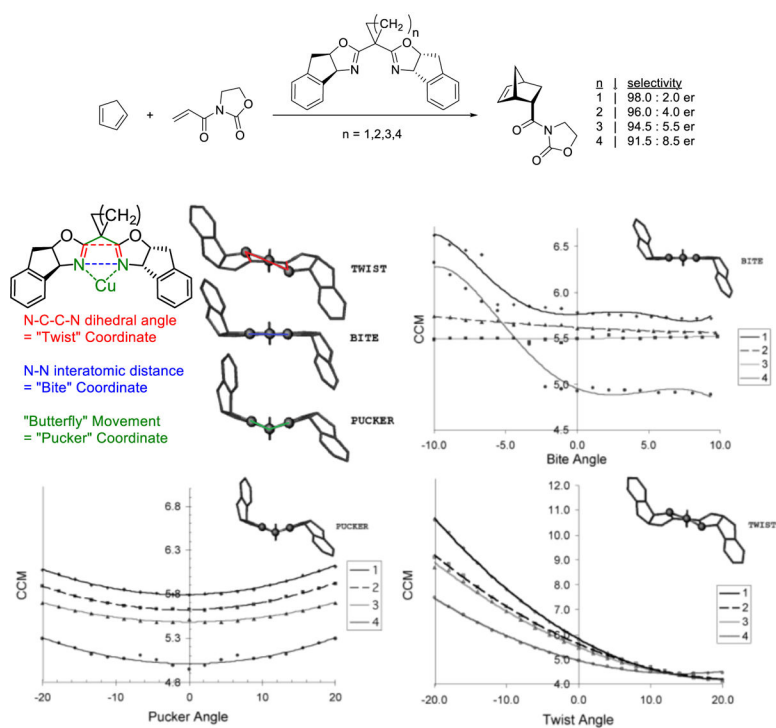 (CH2)n
O
O
N
N
n | selectivity
1 | 98.0 : 2.0 er
2 | 96.0 : 4.0 er
3 | 94.5 : 5.5 er
4 | 91.5 : 8.5 er
+
O
N
O
O
n = 1,2,3,4
O
N
O
O
(CH2)
O
O
N
N
Cu
N-C-C-N dihedral angle
= "Twist" Coordinate
N-N interatomic distance
= "Bite" Coordinate
"Butterfly" Movement
= "Pucker" Coordinate
TWIST
BITE
PUCKER
BITE
CCM
6.5
6.0
5.5
5.0
4.5
-10.0
-5.0
0.0
5.0
10.0
Bite Angle
1
2
3
4
PUCKER
CCM
6.8
6.3
5.8
5.3
4.8
-20
-10
0
10
20
Pucker Angle
1
2
3
4
TWIST
CCM
12.0
11.0
10.0
9.0
8.0
7.0
6.0
5.0
4.0
-20.0
-10.0
0.0
10.0
20.0
Twist Angle
1
2
3
4